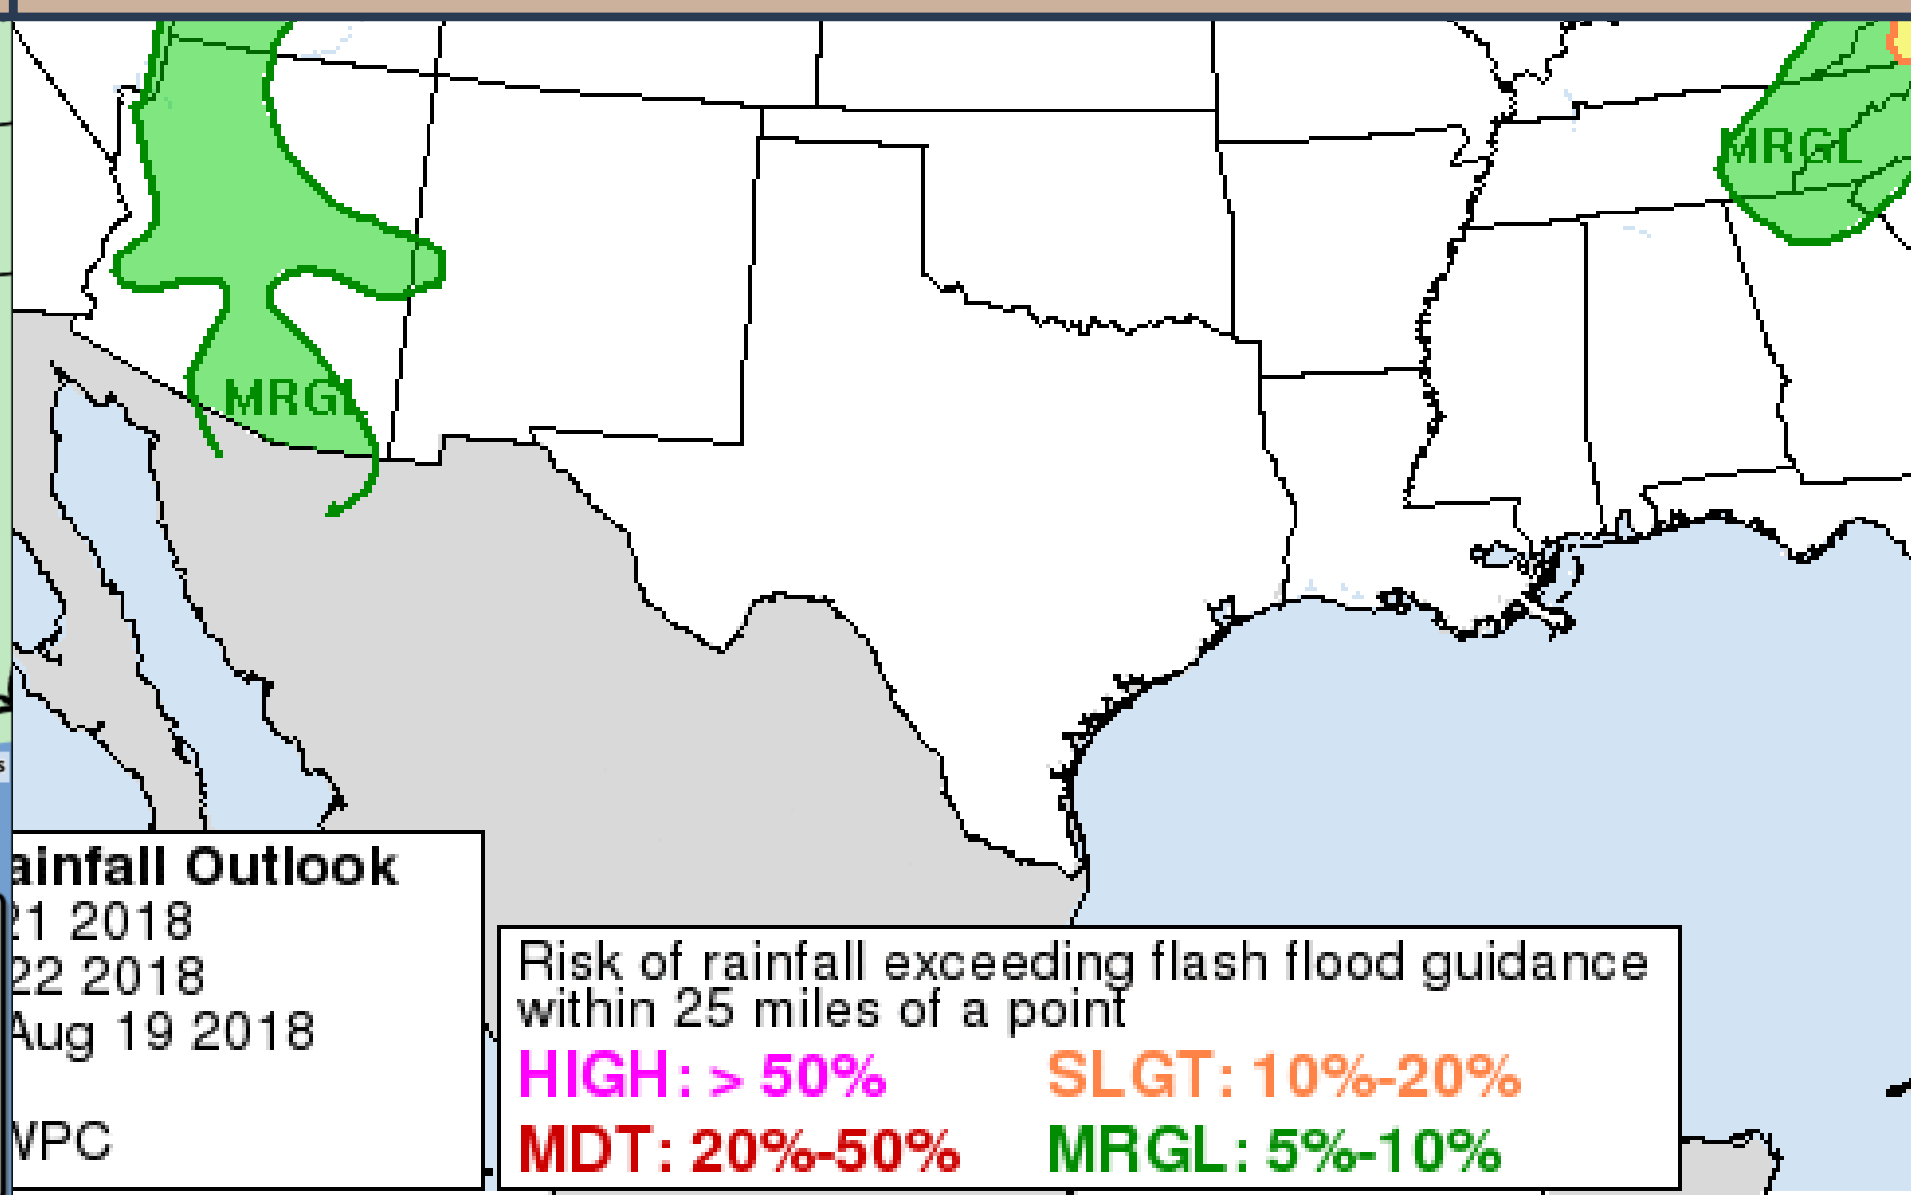 MRGL
MRGL
ainfall Outlook
21 2018
22 2018
Aug 19 2018
WPC
Risk of rainfall exceeding flash flood guidance
within 25 miles of a point
HIGH: > 50% SLGT: 10%-20%
MDT: 20%-50% MRGL: 5%-10%